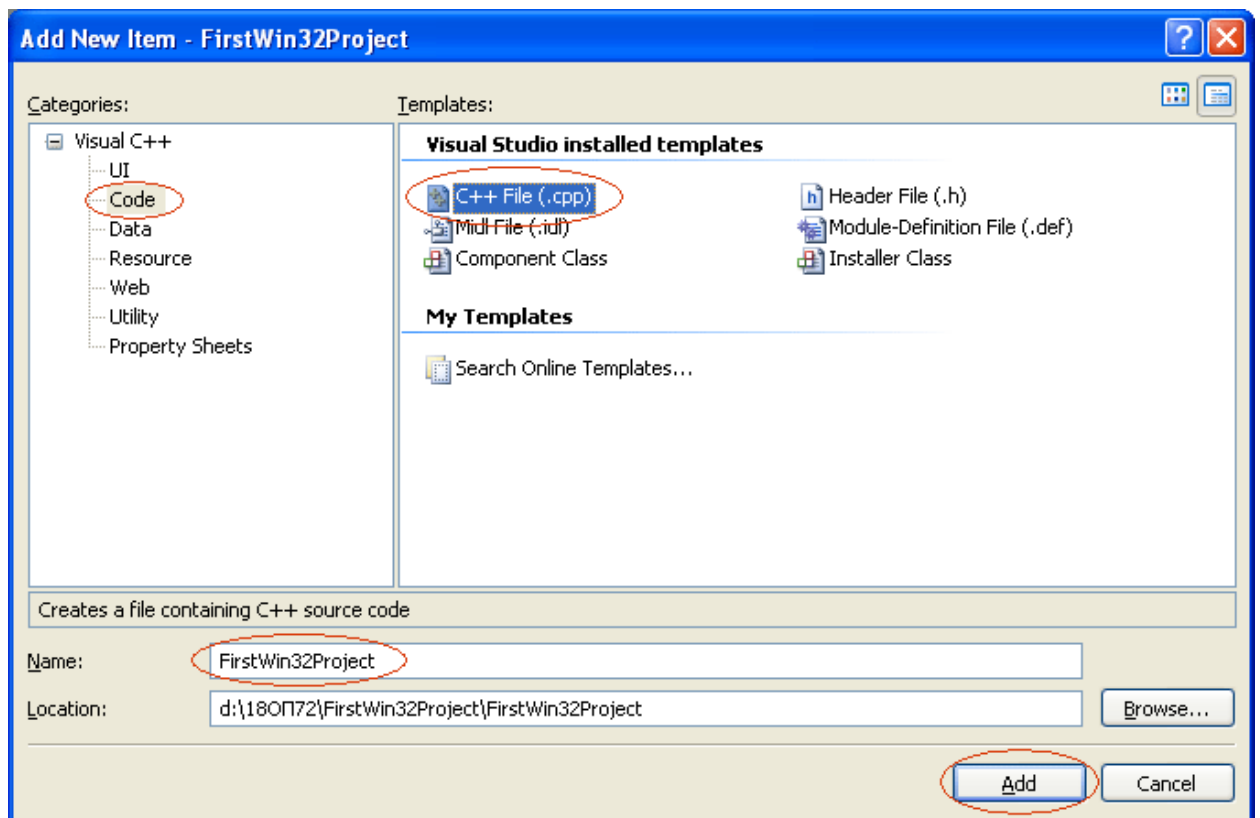 Add New Item - FirstWin32Project
Categories:
Templates:
Visual C++
UI
Code
Data
Resource
Web
Utility
Property Sheets
Visual Studio installed templates
C++ File (.cpp)
Header File (.h)
Midl File (.idl)
Module-Definition File (.def)
Component Class
Installer Class
My Templates
Search Online Templates...
Creates a file containing C++ source code
Name:
FirstWin32Project
Location:
d:\18ОП72\FirstWin32Project\FirstWin32Project
Browse...
Add
Cancel